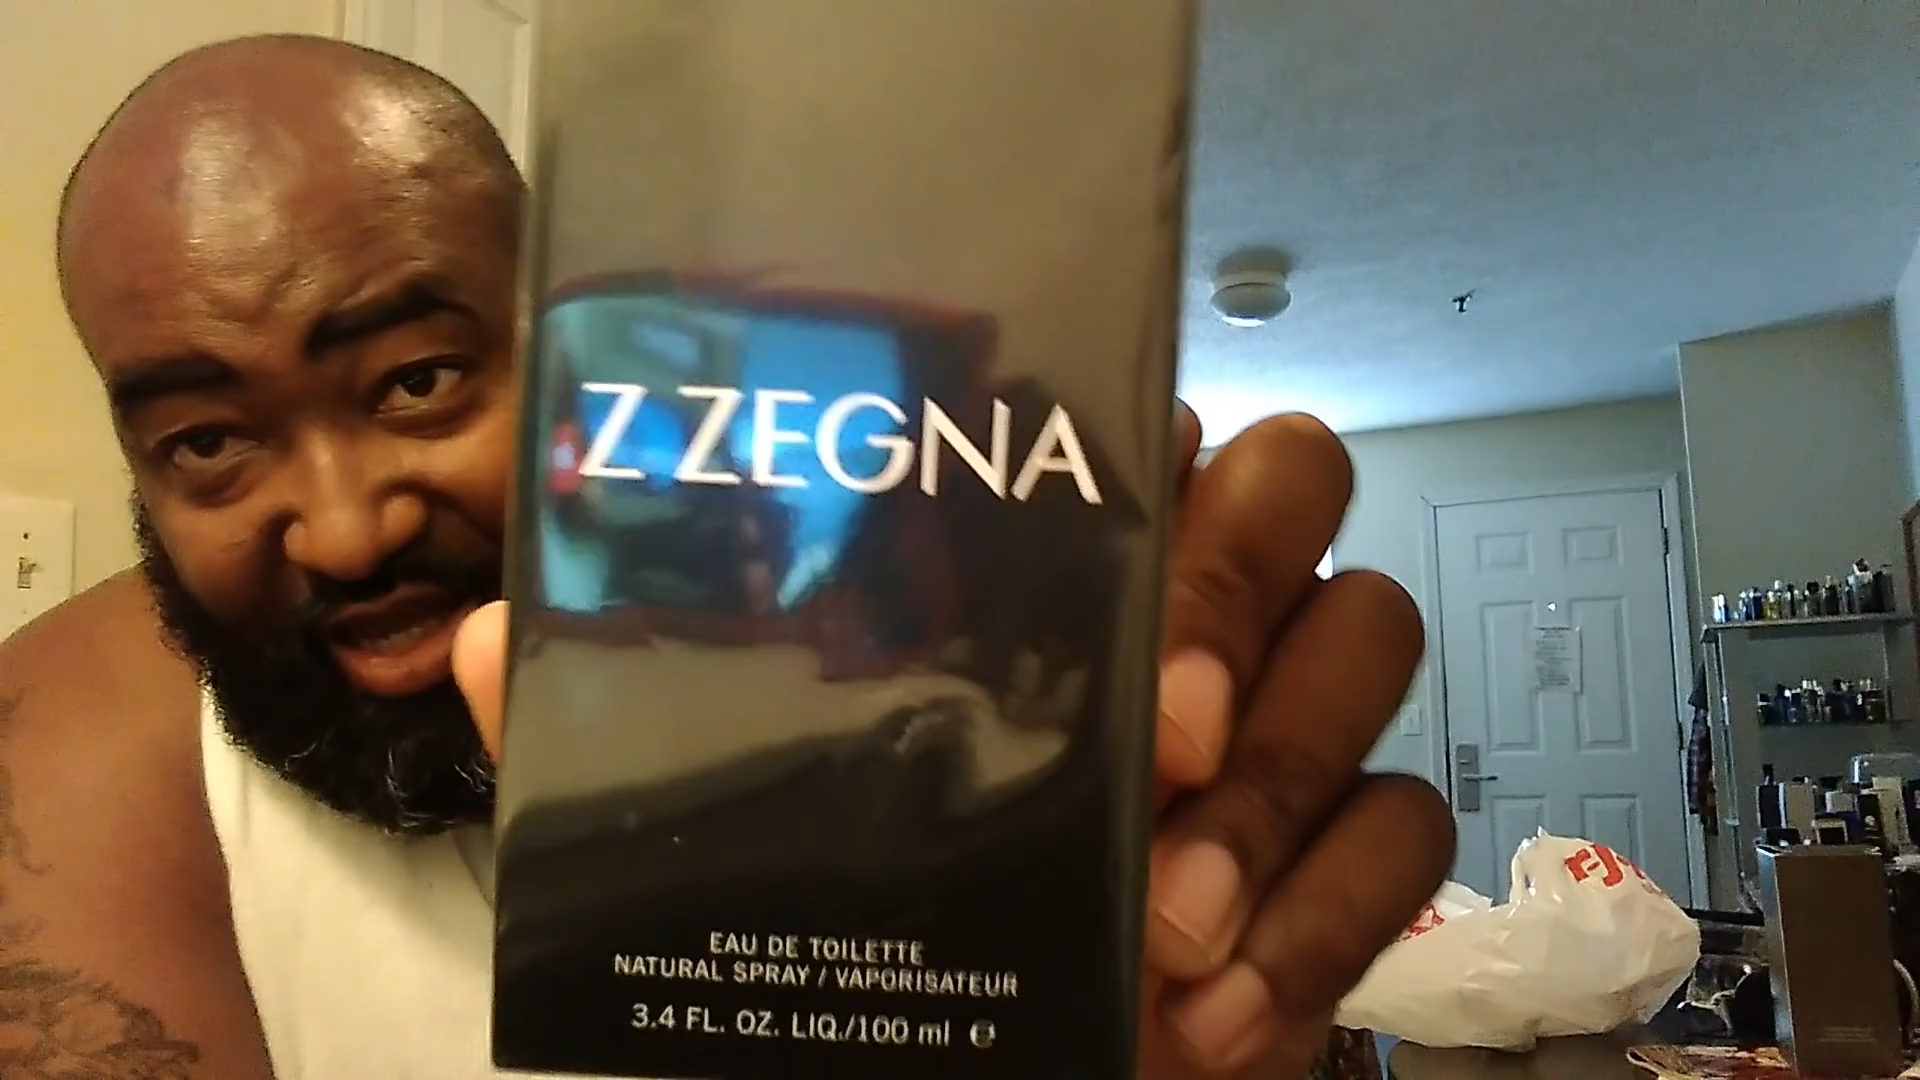 Z ZEGNA
EAU DE TOILETTE
NATURAL SPRAY / VAPORISATEUR
3.4 FL. OZ. LIQ./100 ml ℮